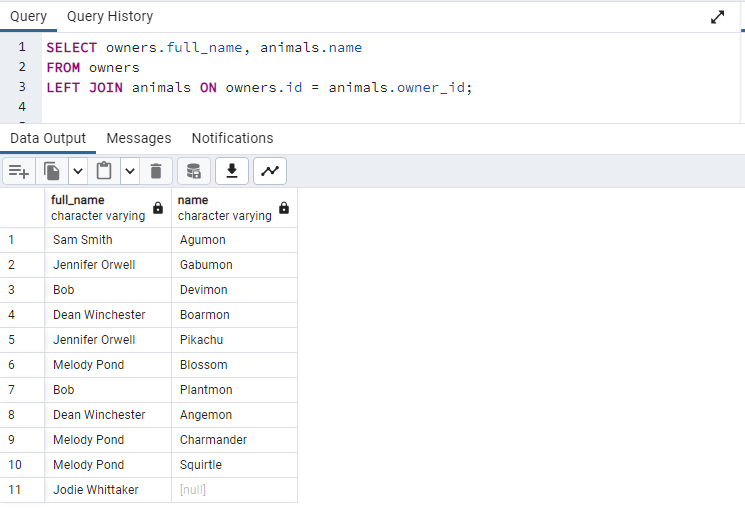 Query Query History
1 SELECT owners.full_name, animals.name
2 FROM owners
3 LEFT JOIN animals ON owners.id = animals.owner_id;
4
Data Output Messages Notifications
full_name name
character varying character varying
1 Sam Smith Agumon
2 Jennifer Orwell Gabumon
3 Bob Devimon
4 Dean Winchester Boarmon
5 Jennifer Orwell Pikachu
6 Melody Pond Blossom
7 Bob Plantmon
8 Dean Winchester Angemon
9 Melody Pond Charmander
10 Melody Pond Squirtle
11 Jodie Whittaker [null]